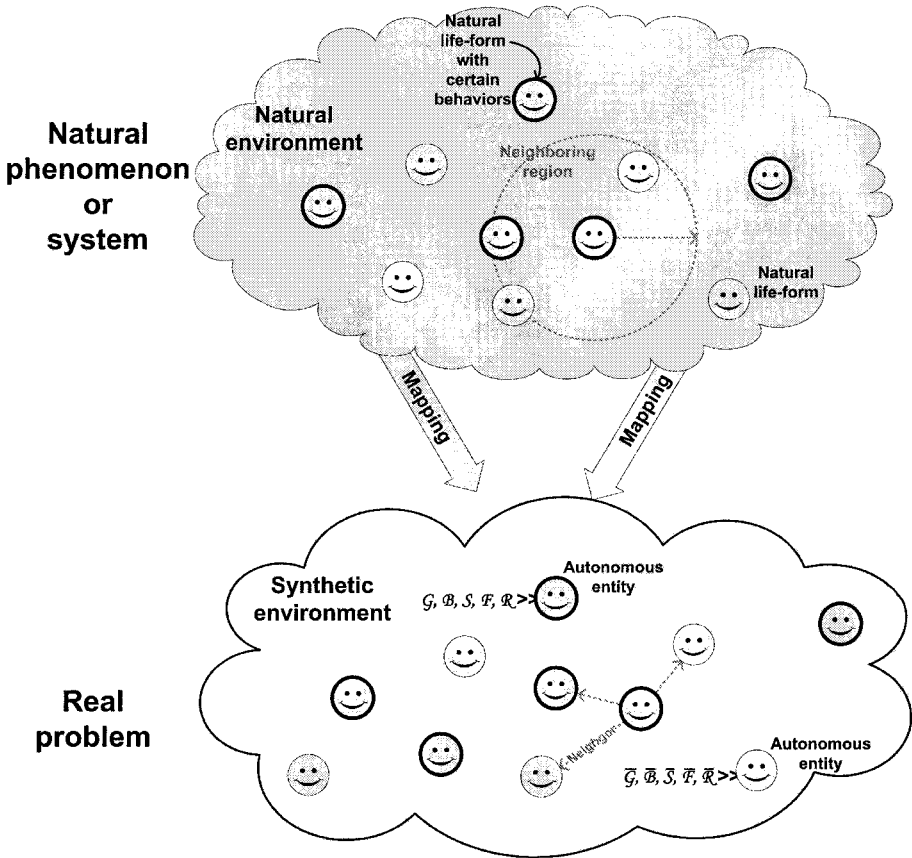 Natural
life-form
with
certain
behaviors
Natural
environment
Natural
phenomenon
or
system
Neighboring
region
Natural
life-form
Mapping
Mapping
Synthetic
environment
Autonomous
entity
𝒢, ℬ, 𝒮, ℱ, ℛ >>
Real
problem
Neighbor
Autonomous
entity
𝒢̅, ℬ̅, 𝒮̅, ℱ̅, ℛ̅ >>